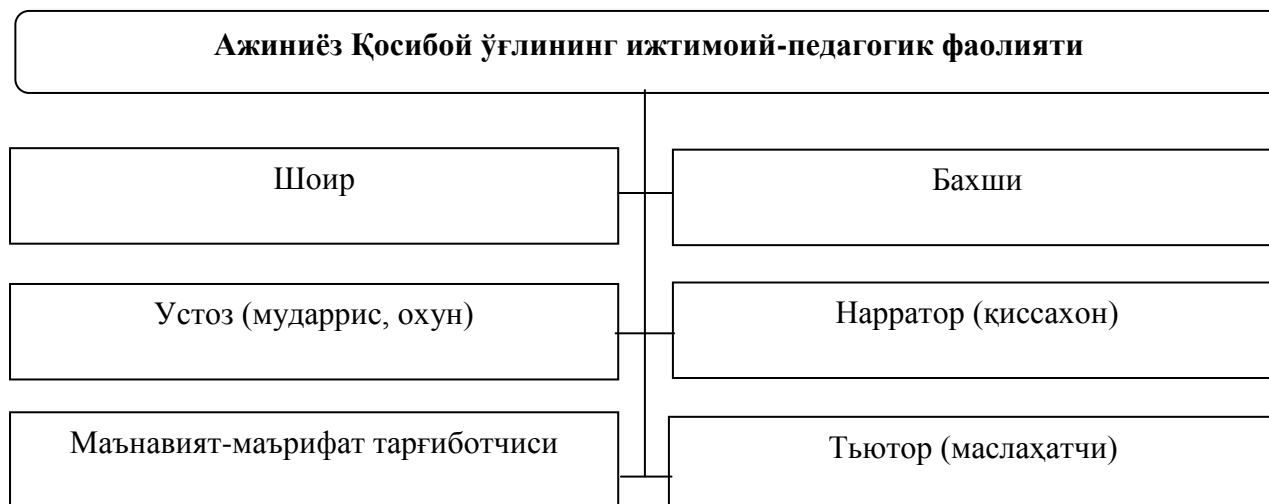 Ажиниёз Қосибой ўғлининг ижтимоий-педагогик фаолияти
Шоир
Бахши
Устоз (мударрис, охун)
Нарратор (қиссахон)
Маънавият-маърифат тарғиботчиси
Тьютор (маслаҳатчи)